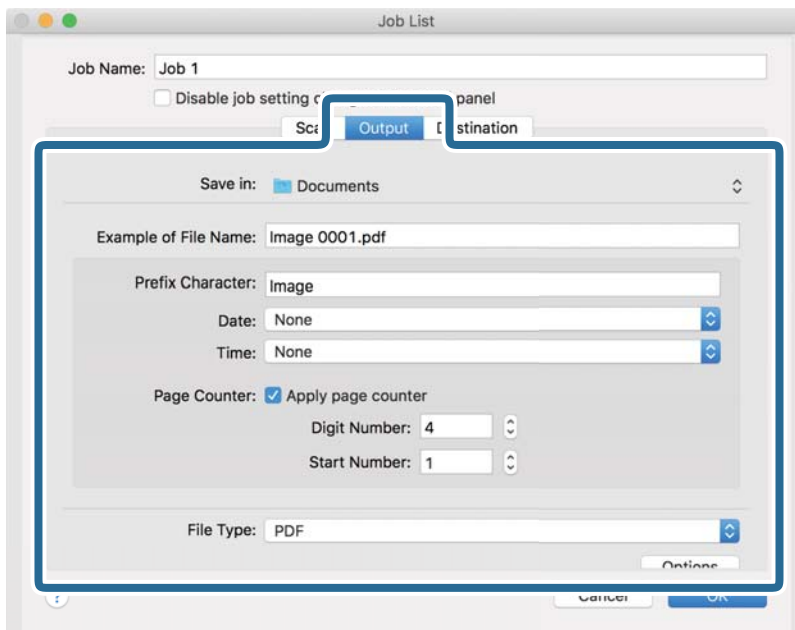 Job List
Job Name: Job 1
Disable job setting panel
Output
Save in: Documents
Example of File Name: Image 0001.pdf
Prefix Character: Image
Date: None
Time: None
Page Counter: Apply page counter
Digit Number: 4
Start Number: 1
File Type: PDF
Options
Cancel OK
?